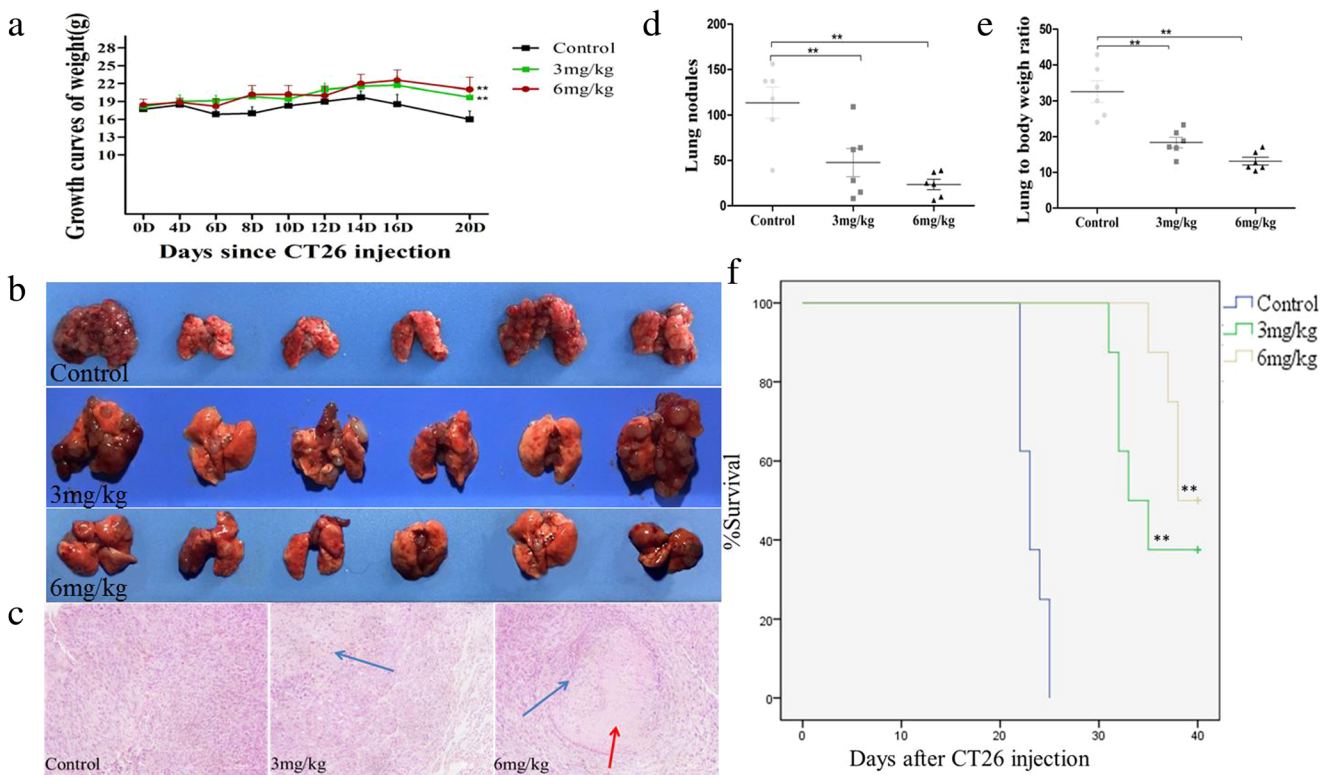 a
Growth curves of weight(g)
28
25
22
19
16
10
0D 4D 6D 8D 10D 12D 14D 16D 20D
Days since CT26 injection
Control
3mg/kg
6mg/kg
**
**
b
Control
3mg/kg
6mg/kg
c
Control
3mg/kg
6mg/kg
d
Lung nodules
200
150
100
50
0
**
**
Control 3mg/kg 6mg/kg
e
Lung to body weigh ratio
50
40
30
20
10
0
**
**
Control 3mg/kg 6mg/kg
f
%Survival
100
80
60
40
20
0
0 10 20 30 40
Days after CT26 injection
Control
3mg/kg
6mg/kg
**
**